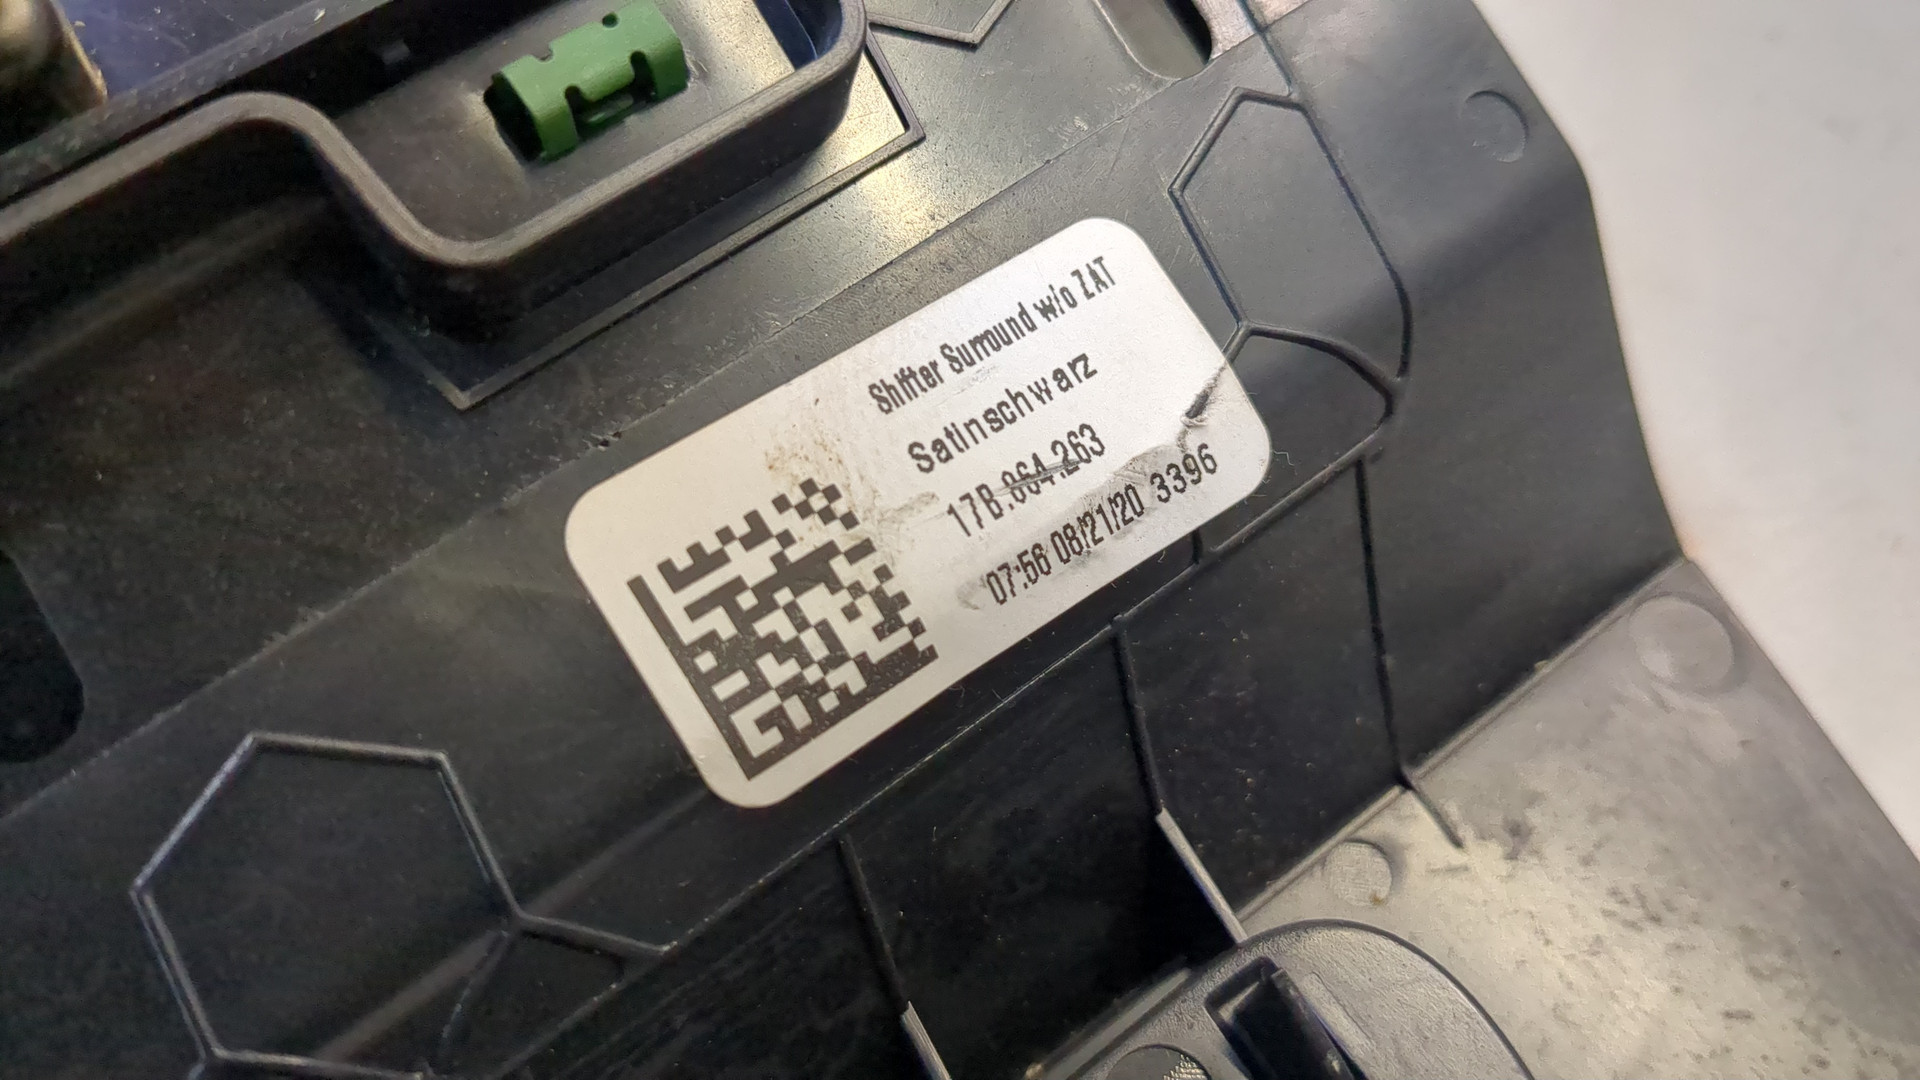 Shifter Surround w/o ZAT
Satinschwarz
17B.864.263
07:56 08/21/20 3396